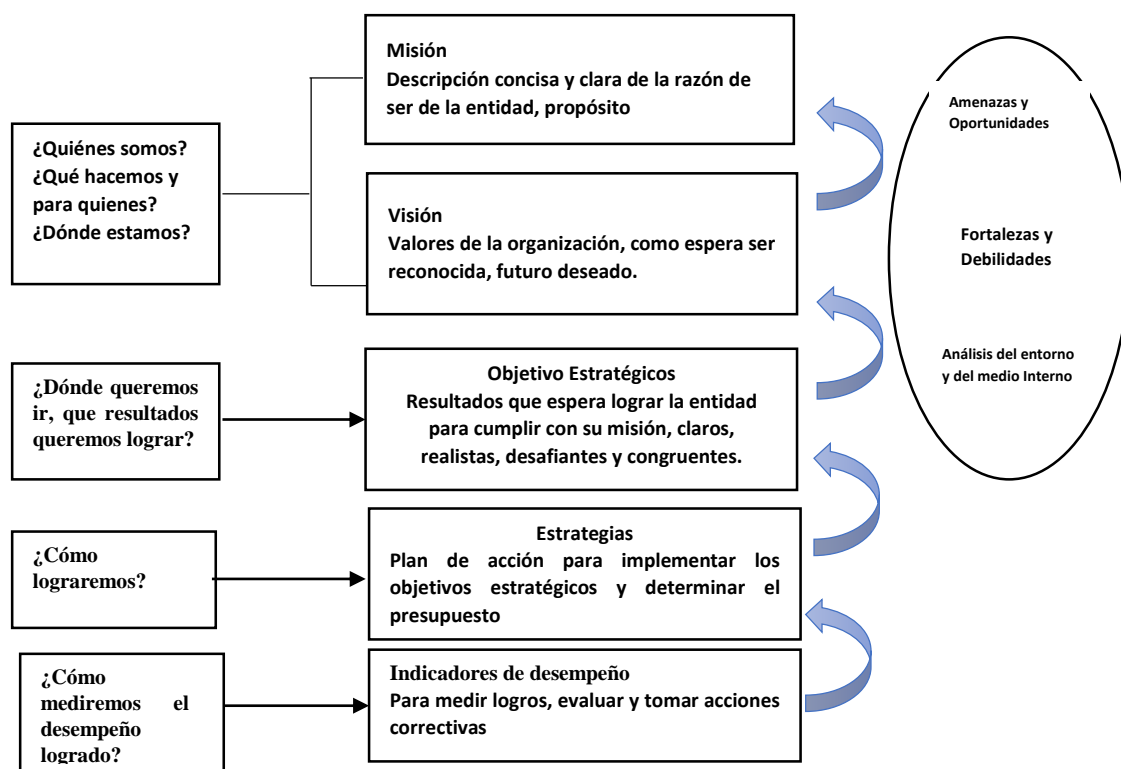 ¿Quiénes somos?
¿Qué hacemos y
para quienes?
¿Dónde estamos?
Misión
Descripción concisa y clara de la razón de
ser de la entidad, propósito
Visión
Valores de la organización, como espera ser
reconocida, futuro deseado.
Amenazas y
Oportunidades
Fortalezas y
Debilidades
Análisis del entorno
y del medio Interno
¿Dónde queremos
ir, que resultados
queremos lograr?
Objetivo Estratégicos
Resultados que espera lograr la entidad
para cumplir con su misión, claros,
realistas, desafiantes y congruentes.
¿Cómo
lograremos?
Estrategias
Plan de acción para implementar los
objetivos estratégicos y determinar el
presupuesto
¿Cómo
mediremos el
desempeño
logrado?
Indicadores de desempeño
Para medir logros, evaluar y tomar acciones
correctivas